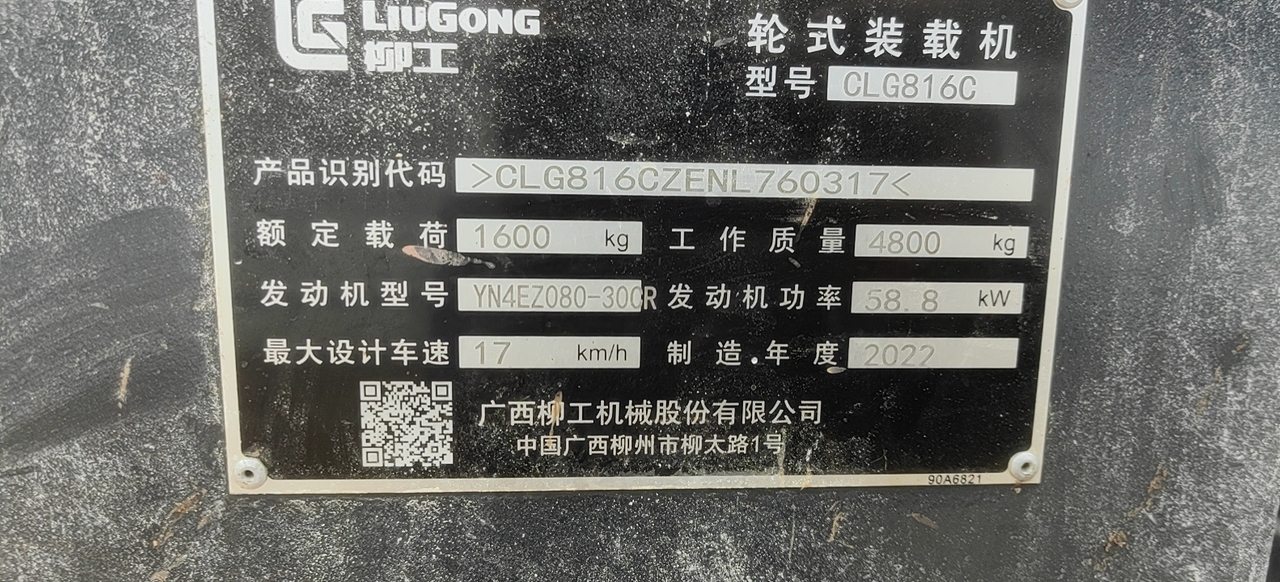 LIUGONG
柳工
轮式装载机
型号 CLG816C
产品识别代码 >CLG816CZENL760317<
额定载荷 1600 kg 工作质量 4800 kg
发动机型号 YN4EZ080-30CR 发动机功率 58.8 kW
最大设计车速 17 km/h 制造年度 2022
广西柳工机械股份有限公司
中国广西柳州市柳太路1号
90A6821